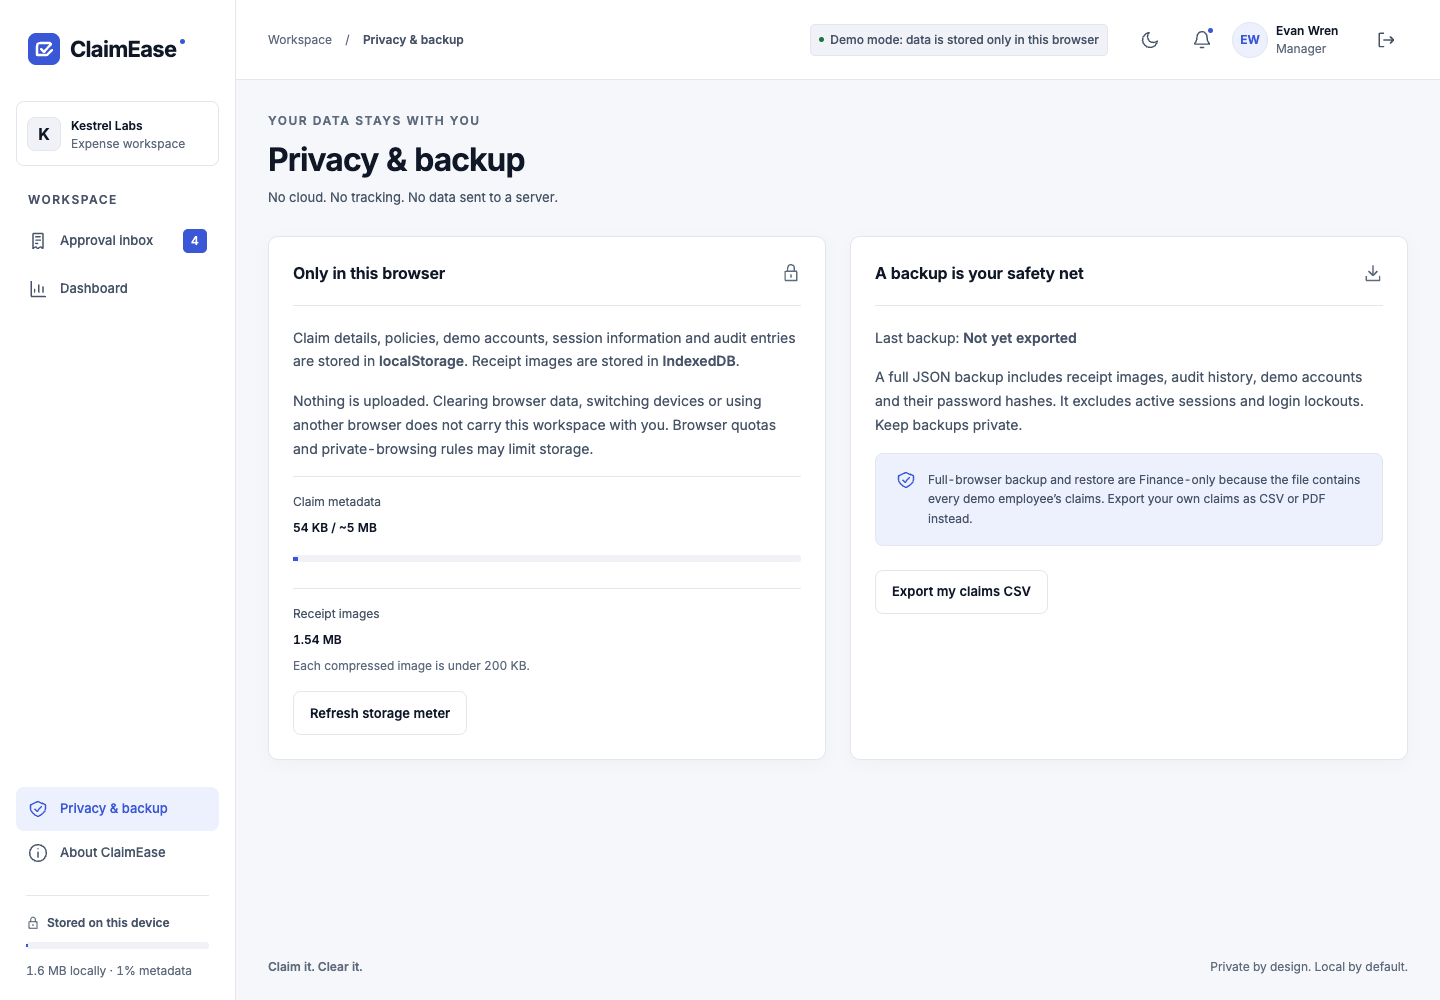 ClaimEase
K
Kestrel Labs
Expense workspace
WORKSPACE
Approval inbox 4
Dashboard
Privacy & backup
About ClaimEase
Stored on this device
1.6 MB locally · 1% metadata
Workspace / Privacy & backup
Demo mode: data is stored only in this browser
EW
Evan Wren
Manager
YOUR DATA STAYS WITH YOU
Privacy & backup
No cloud. No tracking. No data sent to a server.
Only in this browser
Claim details, policies, demo accounts, session information and audit entries
are stored in localStorage. Receipt images are stored in IndexedDB.
Nothing is uploaded. Clearing browser data, switching devices or using
another browser does not carry this workspace with you. Browser quotas
and private-browsing rules may limit storage.
Claim metadata
54 KB / ~5 MB
Receipt images
1.54 MB
Each compressed image is under 200 KB.
Refresh storage meter
A backup is your safety net
Last backup: Not yet exported
A full JSON backup includes receipt images, audit history, demo accounts
and their password hashes. It excludes active sessions and login lockouts.
Keep backups private.
Full-browser backup and restore are Finance-only because the file contains
every demo employee’s claims. Export your own claims as CSV or PDF
instead.
Export my claims CSV
Claim it. Clear it.
Private by design. Local by default.